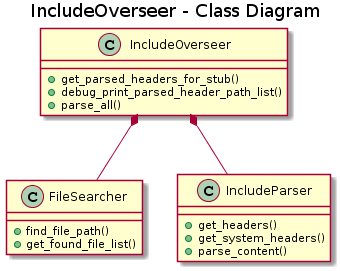 IncludeOverseer - Class Diagram
C IncludeOverseer
get_parsed_headers_for_stub()
debug_print_parsed_header_path_list()
parse_all()
C FileSearcher
find_file_path()
get_found_file_list()
C IncludeParser
get_headers()
get_system_headers()
parse_content()